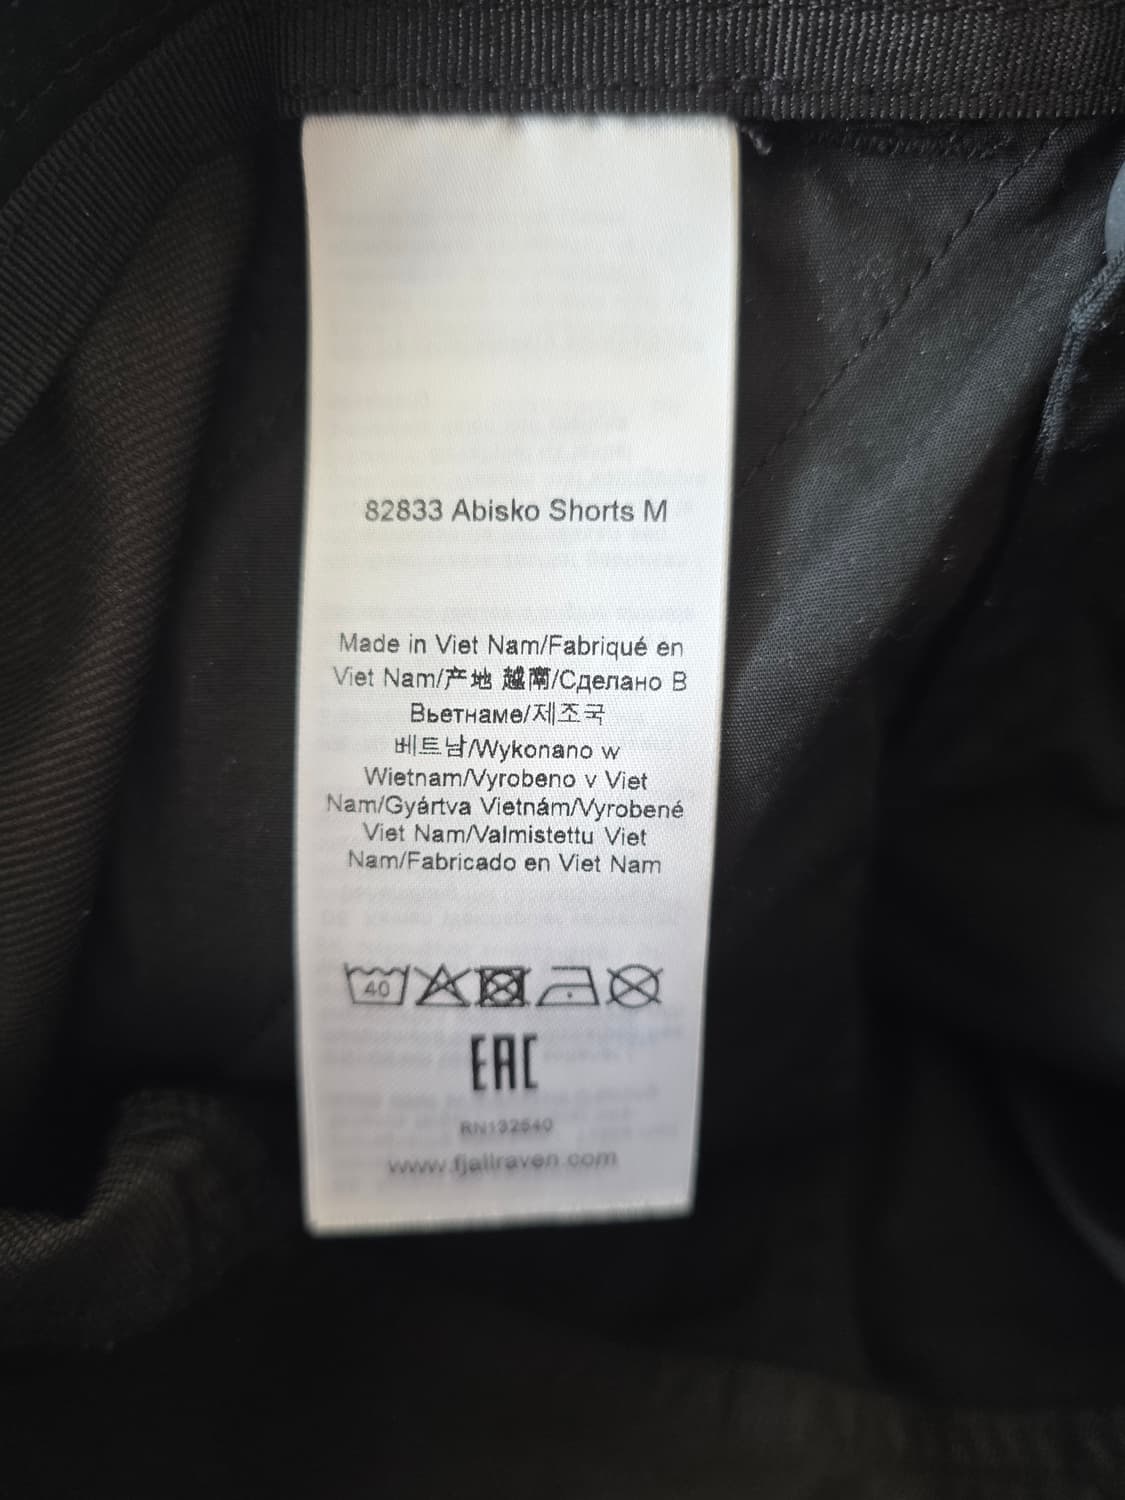 82833 Abisko Shorts M
Made in Viet Nam/Fabriqué en
Viet Nam/产地 越南/Сделано В
Вьетнаме/제조국
베트남/Wykonano w
Wietnam/Vyrobeno v Viet
Nam/Gyártva Vietnám/Vyrobené
Viet Nam/Valmistettu Viet
Nam/Fabricado en Viet Nam
40
EAC
RN132540
www.fjallraven.com